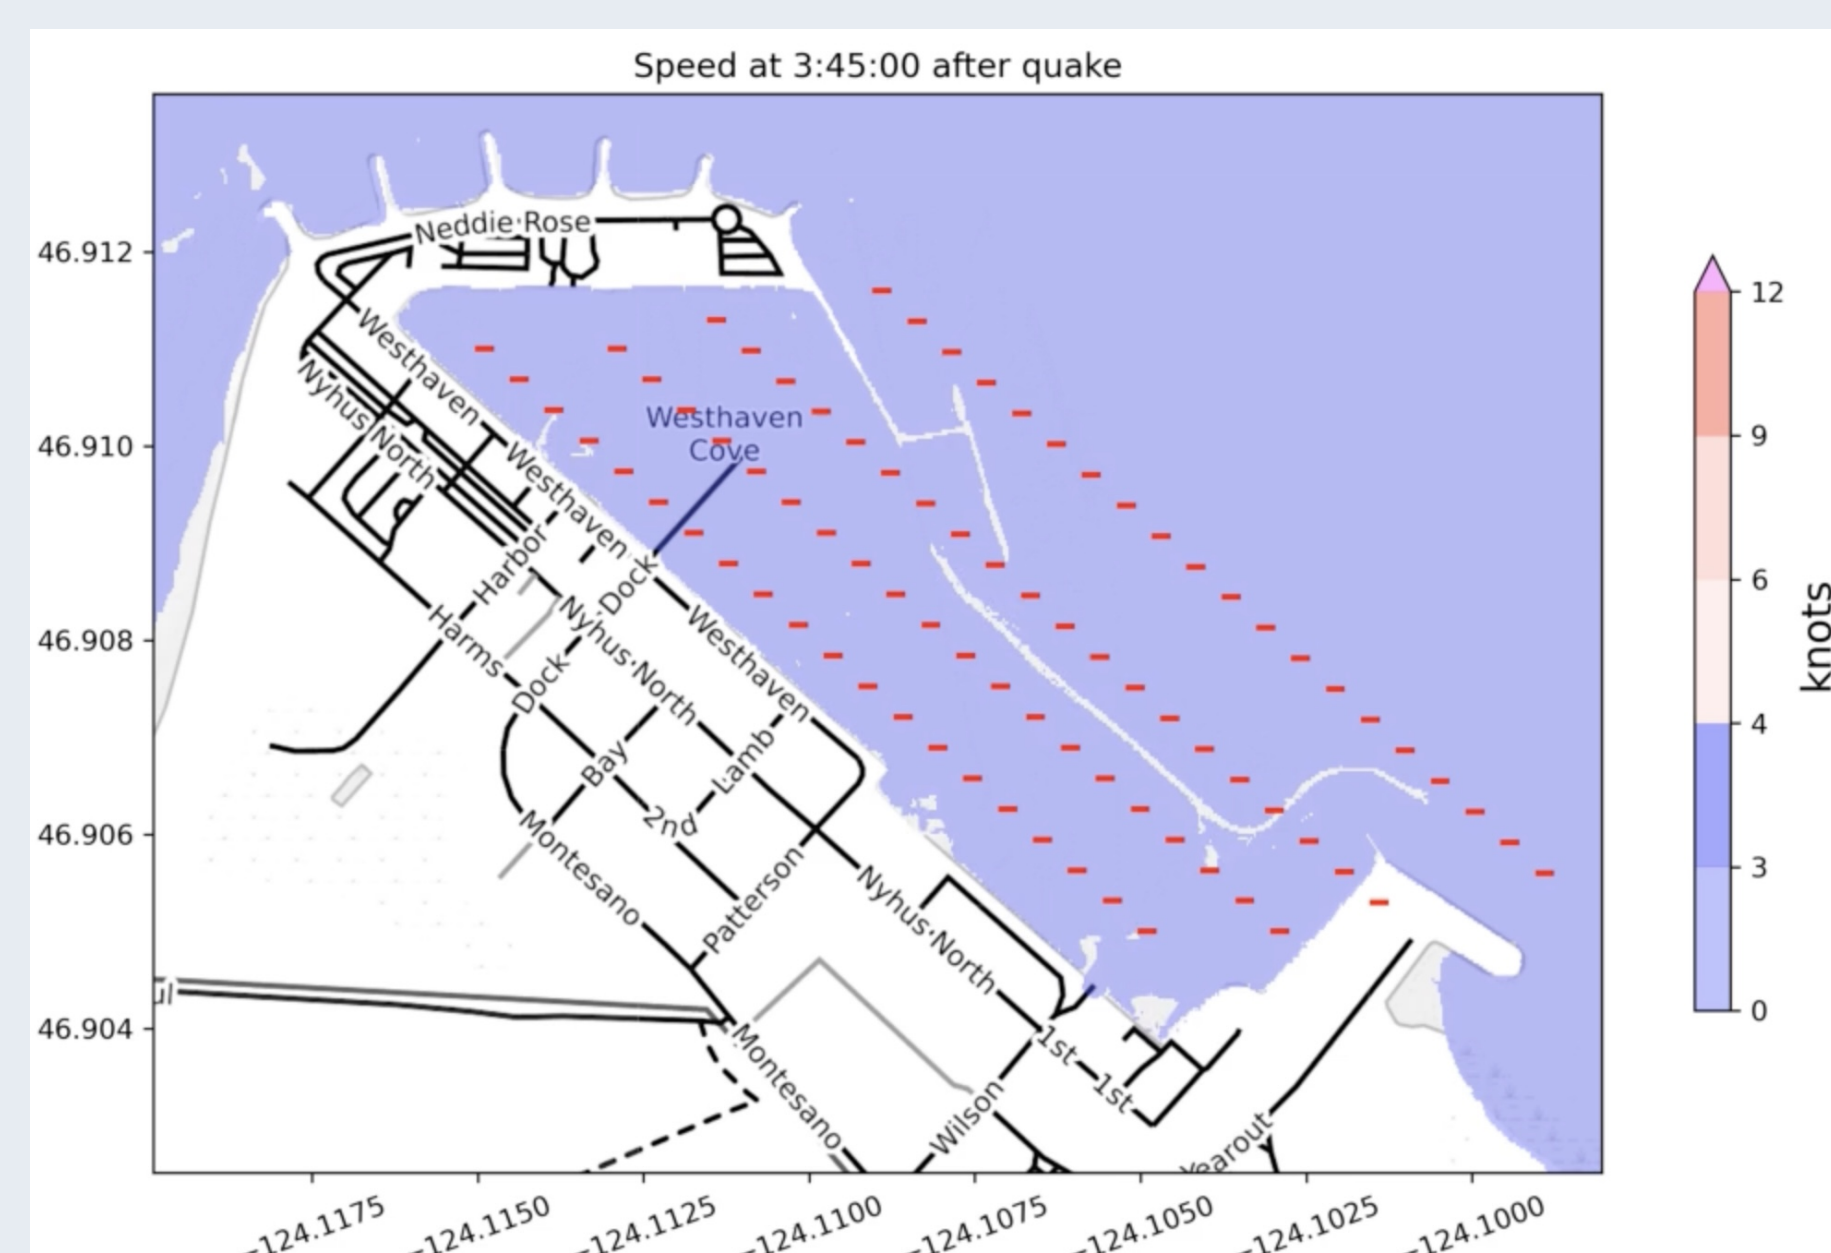 Speed at 3:45:00 after quake
46.912
46.910
46.908
46.906
46.904
Neddie Rose
Westhaven
Nyhus North
Westhaven
Cove
Westhaven
Harbor
Dock
Harms
Nyhus North
Westhaven
Dock
Bay
Lamb
2nd
Montesano
Patterson
Nyhus North
ul
Montesano
1st
1st
Wilson
Yearout
12
9
6
4
3
0
knots
-124.1175
-124.1150
-124.1125
-124.1100
-124.1075
-124.1050
-124.1025
-124.1000